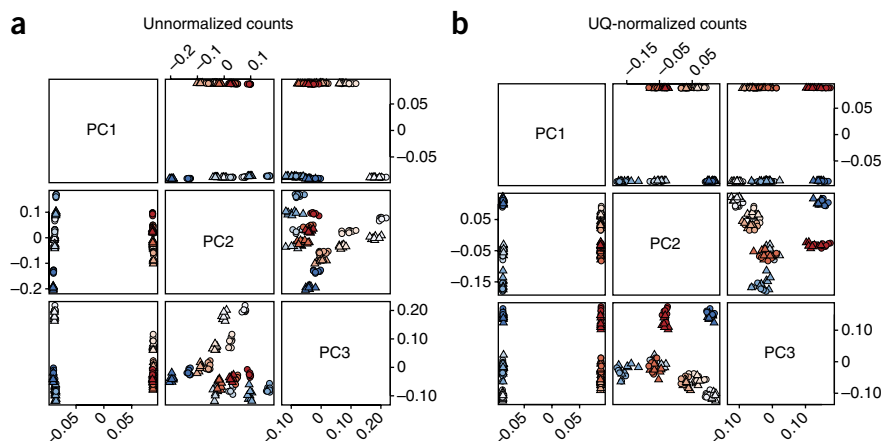 a
Unnormalized counts
−0.2 −0.1 0 0.1
PC1
0.05
0
−0.05
0.1
0
−0.1
−0.2
PC2
PC3
0.20
0.10
0
−0.10
−0.05 0 0.05
−0.10 0 0.10 0.20
b
UQ-normalized counts
−0.15 −0.05 0.05
PC1
0.05
0
−0.05
0.05
−0.05
−0.15
PC2
PC3
0.10
0
−0.10
−0.05 0 0.05
−0.10 0 0.10